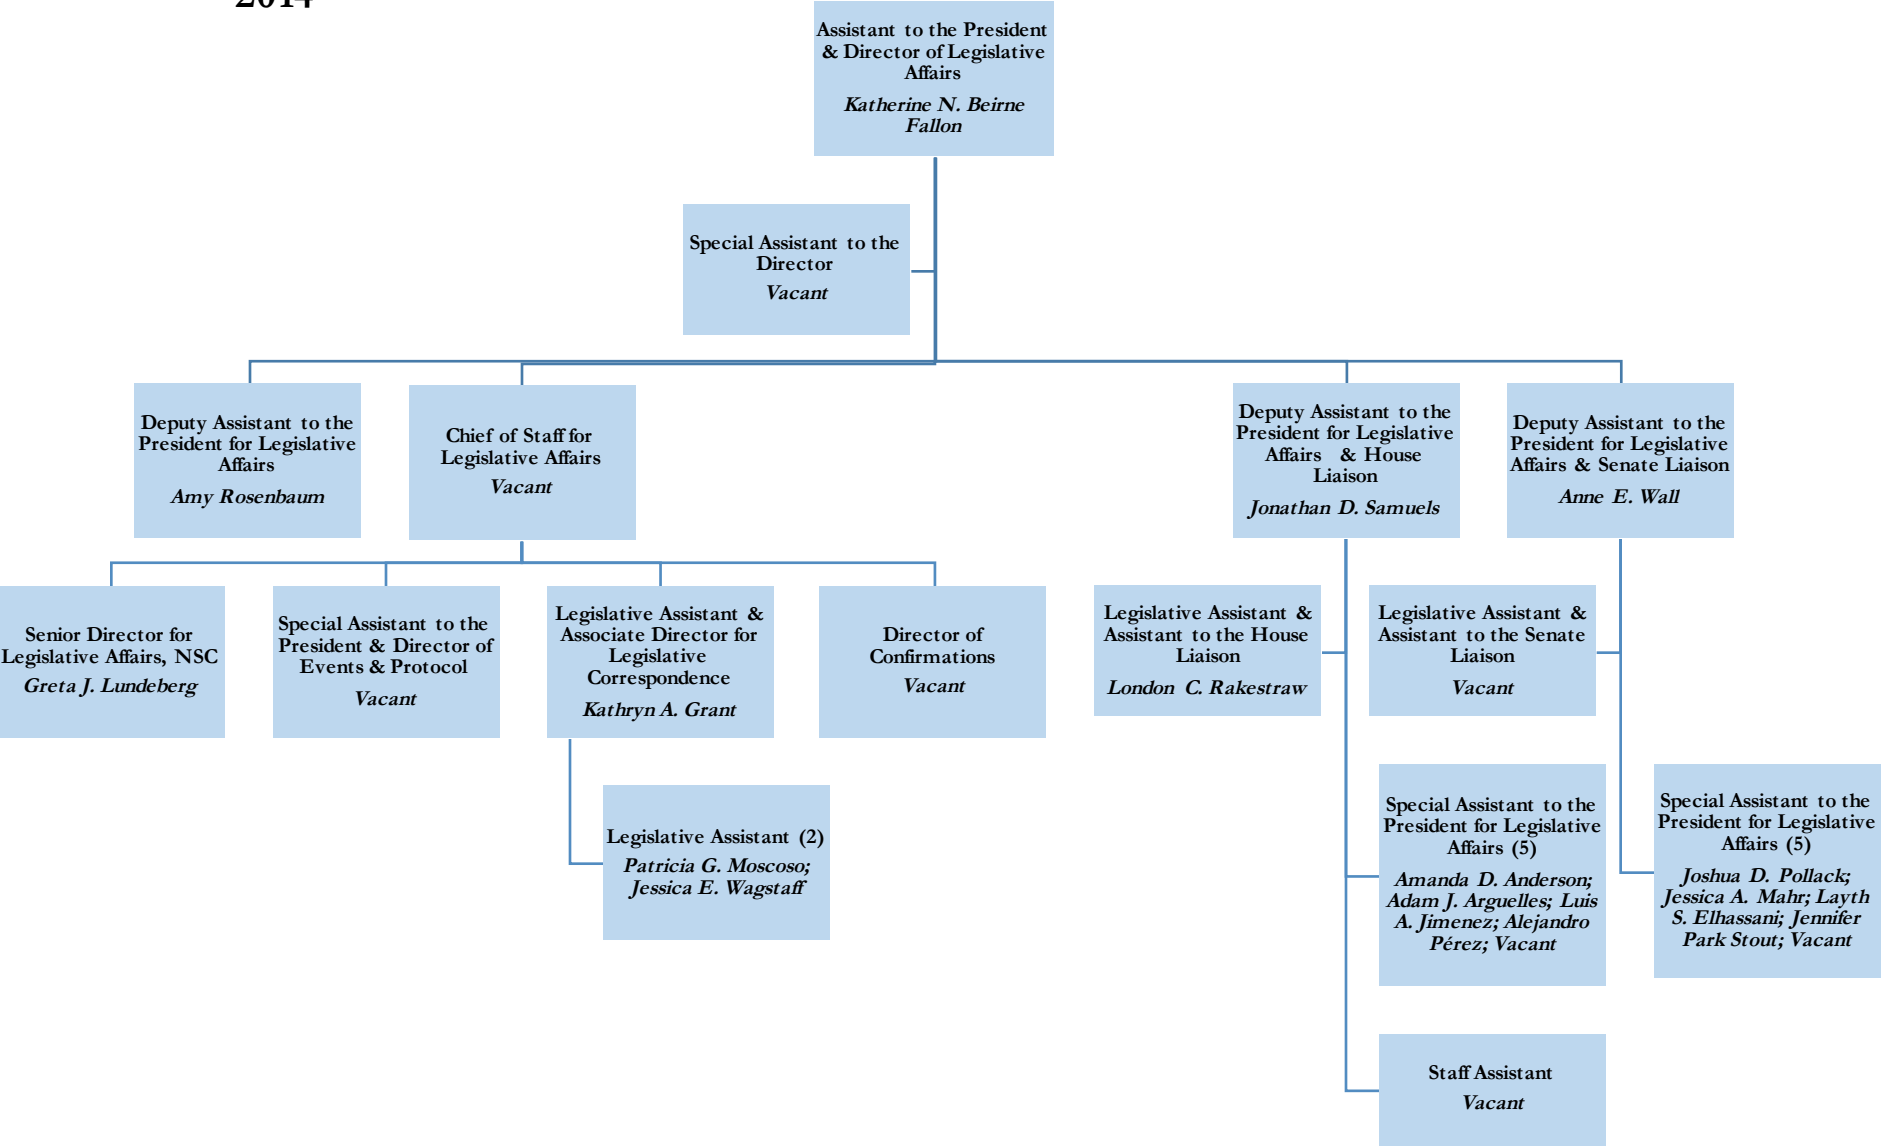 2014
Assistant to the President
& Director of Legislative
Affairs
Katherine N. Beirne
Fallon
Special Assistant to the
Director
Vacant
Deputy Assistant to the
President for Legislative
Affairs
Amy Rosenbaum
Chief of Staff for
Legislative Affairs
Vacant
Deputy Assistant to the
President for Legislative
Affairs & House
Liaison
Jonathan D. Samuels
Deputy Assistant to the
President for Legislative
Affairs & Senate Liaison
Anne E. Wall
Senior Director for
Legislative Affairs, NSC
Greta J. Lundeberg
Special Assistant to the
President & Director of
Events & Protocol
Vacant
Legislative Assistant &
Associate Director for
Legislative
Correspondence
Kathryn A. Grant
Director of
Confirmations
Vacant
Legislative Assistant &
Assistant to the House
Liaison
London C. Rakestraw
Legislative Assistant &
Assistant to the Senate
Liaison
Vacant
Legislative Assistant (2)
Patricia G. Moscoso;
Jessica E. Wagstaff
Special Assistant to the
President for Legislative
Affairs (5)
Amanda D. Anderson;
Adam J. Arguelles; Luis
A. Jimenez; Alejandro
Pérez; Vacant
Special Assistant to the
President for Legislative
Affairs (5)
Joshua D. Pollack;
Jessica A. Mahr; Layth
S. Elhassani; Jennifer
Park Stout; Vacant
Staff Assistant
Vacant